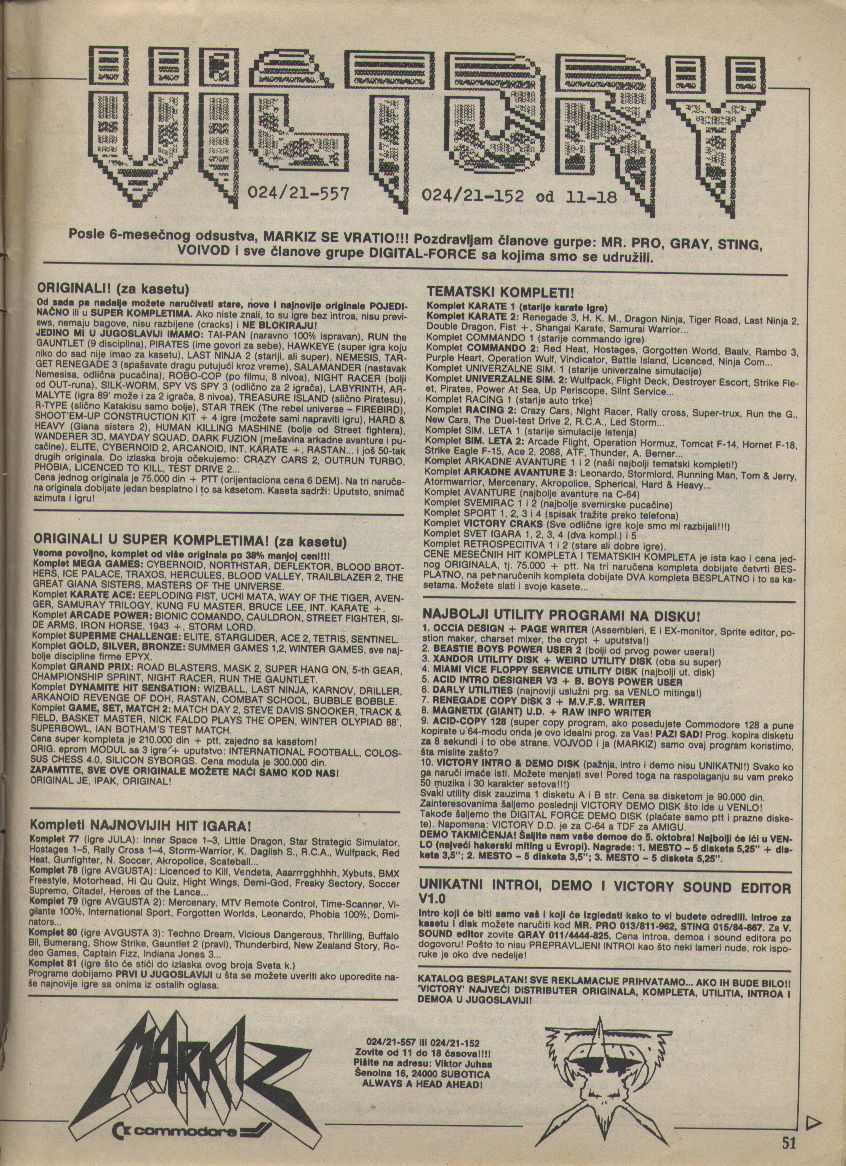 VICTORY
024/21-557 024/21-152 od 11-18
Posle 6-mesečnog odsustva, MARKIZ SE VRATIO!!! Pozdravljam članove gurpe: MR. PRO, GRAY, STING,
VOIVOD i sve članove grupe DIGITAL-FORCE sa kojima smo se udružili.
ORIGINALI! (za kasetu)
Od sada pa nadalje možete naručivati stare, nove i najnovije originale POJEDI-
NAČNO ili u SUPER KOMPLETIMA. Ako niste znali, to su igre bez introa, nisu previ-
ews, nemaju bagove, nisu razbijene (cracks) i NE BLOKIRAJU!
JEDINO MI U JUGOSLAVIJI IMAMO: TAI-PAN (naravno 100% ispravan), RUN the
GAUNTLET (9 disciplina), PIRATES (ime govori za sebe), HAWKEYE (super igra koju
niko do sad nije imao za kasetu), LAST NINJA 2 (stariji, ali super), NEMESIS, TAR-
GET RENEGADE 3 (spašavate dragu putujući kroz vreme), SALAMANDER (nastavak
Nemesisa, odlična pucačina), ROBO-COP (po filmu, 8 nivoa), NIGHT RACER (bolji
od OUT-runa), SILK-WORM, SPY VS SPY 3 (odlično za 2 igrača), LABYRINTH, AR-
MALYTE (igra 89' može i za 2 igrača, 8 nivoa), TREASURE ISLAND (slično Piratesu),
R-TYPE (slično Katakisu samo bolje), STAR TREK (The rebel universe – FIREBIRD),
SHOOT'EM-UP CONSTRUCTION KIT + 4 igre (možete sami napraviti igru), HARD &
HEAVY (Giana sisters 2), HUMAN KILLING MASHINE (bolje od Street fightera),
WANDERER 3D, MAYDAY SQUAD, DARK FUZION (mešavina arkadne avanture i pu-
cačine), ELITE, CYBERNOID 2, ARCANOID, INT. KARATE +, RASTAN... i još 50-tak
drugih originala. Do izlaska broja očekujemo: CRAZY CARS 2, OUTRUN TURBO,
PHOBIA, LICENCED TO KILL, TEST DRIVE 2...
Cena jednog originala je 75.000 din + PTT (orijentaciona cena 6 DEM). Na tri naruče-
na originala dobijate jedan besplatno i to sa kasetom. Kaseta sadrži: Uputsto, snimač
azimuta i igru!
ORIGINALI U SUPER KOMPLETIMA! (za kasetu)
Veoma povoljno, komplet od više originala po 38% manjoj ceni!!!
Komplet MEGA GAMES: CYBERNOID, NORTHSTAR, DEFLEKTOR, BLOOD BROT-
HERS, ICE PALACE, TRAXOS, HERCULES, BLOOD VALLEY, TRAILBLAZER 2, THE
GREAT GIANA SISTERS, MASTERS OF THE UNIVERSE.
Komplet KARATE ACE: EEPLODING FIST, UCHI MATA, WAY OF THE TIGER, AVEN-
GER, SAMURAY TRILOGY, KUNG FU MASTER, BRUCE LEE, INT. KARATE +.
Komplet ARCADE POWER: BIONIC COMANDO, CAULDRON, STREET FIGHTER, SI-
DE ARMS, IRON HORSE, 1943 +, STORM LORD.
Komplet SUPERME CHALLENGE: ELITE, STARGLIDER, ACE 2, TETRIS, SENTINEL.
Komplet GOLD, SILVER, BRONZE: SUMMER GAMES 1,2, WINTER GAMES, sve naj-
bolje discipline firme EPYX.
Komplet GRAND PRIX: ROAD BLASTERS, MASK 2, SUPER HANG ON, 5-th GEAR,
CHAMPIONSHIP SPRINT, NIGHT RACER, RUN THE GAUNTLET.
Komplet DYNAMITE HIT SENSATION: WIZBALL, LAST NINJA, KARNOV, DRILLER,
ARKANOID REVENGE OF DOH, RASTAN, COMBAT SCHOOL, BUBBLE BOBBLE.
Komplet GAME, SET, MATCH 2: MATCH DAY 2, STEVE DAVIS SNOOKER, TRACK &
FIELD, BASKET MASTER, NICK FALDO PLAYS THE OPEN, WINTER OLYPIAD 88',
SUPERBOWL, IAN BOTHAM'S TEST MATCH.
Cena super kompleta je 210.000 din + ptt. zajedno sa kasetom!
ORIG. eprom MODUL sa 3 igre + uputstvo: INTERNATIONAL FOOTBALL, COLOS-
SUS CHESS 4.0, SILICON SYBORGS. Cena modula je 300.000 din.
ZAPAMTITE, SVE OVE ORIGINALE MOŽETE NAĆI SAMO KOD NAS!
ORIGINAL JE, IPAK, ORIGINAL!
Kompleti NAJNOVIJIH HIT IGARA!
Komplet 77 (igre JULA): Inner Space 1–3, Little Dragon, Star Strategic Simulator,
Hostages 1–5, Rally Cross 1–4, Storm-Warrior, K. Daglish S., R.C.A., Wulfpack, Red
Heat, Gunfighter, N. Soccer, Akropolice, Scateball...
Komplet 78 (igre AVGUSTA): Licenced to Kill, Vendeta, Aaarrrgghhhh, Xybuts, BMX
Freestyle, Motorhead, Hi Qu Quiz, Hight Wings, Demi-God, Freaky Sectory, Soccer
Supremo, Citadel, Heroes of the Lance...
Komplet 79 (igre AVGUSTA 2): Mercenary, MTV Remote Control, Time-Scanner, Vi-
gilante 100%, International Sport, Forgotten Worlds, Leonardo, Phobia 100%, Domi-
nators...
Komplet 80 (igre AVGUSTA 3): Techno Dream, Vicious Dangerous, Thrilling, Buffalo
Bil, Bumerang, Show Strike, Gauntlet 2 (pravi), Thunderbird, New Zealand Story, Ro-
deo Games, Captain Fizz, Indiana Jones 3...
Komplet 81 (igre što će stići do izlaska ovog broja Sveta k.)
Programe dobijamo PRVI U JUGOSLAVIJI u šta se možete uveriti ako uporedite na-
še najnovije igre sa onima iz ostalih oglasa.
TEMATSKI KOMPLETI!
Komplet KARATE 1 (starije karate igre)
Komplet KARATE 2: Renegade 3, H. K. M., Dragon Ninja, Tiger Road, Last Ninja 2,
Double Dragon, Fist +, Shangai Karate, Samurai Warrior...
Komplet COMMANDO 1 (starije commando igre)
Komplet COMMANDO 2: Red Heat, Hostages, Gorgotten World, Baalv, Rambo 3,
Purple Heart, Operation Wulf, Vindicator, Battle Island, Licenced, Ninja Com...
Komplet UNIVERZALNE SIM. 1 (starije univerzalne simulacije)
Komplet UNIVERZALNE SIM. 2: Wulfpack, Flight Deck, Destroyer Escort, Strike Fle-
et, Pirates, Power At Sea, Up Periscope, Silnt Service...
Komplet RACING 1 (starije auto trke)
Komplet RACING 2: Crazy Cars, Night Racer, Rally cross, Super-trux, Run the G.,
New Cars, The Duel-test Drive 2, R.C.A., Led Storm...
Komplet SIM. LETA 1 (starije simulacije letenja)
Komplet SIM. LETA 2: Arcade Flight, Operation Hormuz, Tomcat F-14, Hornet F-18,
Strike Eagle F-15, Ace 2, 2088, ATF, Thunder, A. Berner...
Komplet ARKADNE AVANTURE 1 i 2 (naši najbolji tematski kompleti!)
Komplet ARKADNE AVANTURE 3: Leonardo, Stormlord, Running Man, Tom & Jerry,
Atormwarrior, Mercenary, Akropolice, Spherical, Hard & Heavy...
Komplet AVANTURE (najbolje avanture na C-64)
Komplet SVEMIRAC 1 i 2 (najbolje svemirske pucačine)
Komplet SPORT 1, 2, 3 i 4 (spisak tražite preko telefona)
Komplet VICTORY CRAKS (Sve odlične igre koje smo mi razbijali!!!)
Komplet SVET IGARA 1, 2, 3, 4 (dva kompl.) i 5
Komplet RETROSPECITIVA 1 i 2 (stare ali dobre igre).
CENE MESEČNIH HIT KOMPLETA I TEMATSKIH KOMPLETA je ista kao i cena jed-
nog ORIGINALA, tj. 75.000 + ptt. Na tri naručena kompleta dobijate četvrti BES-
PLATNO, na pet naručenih kompleta dobijate DVA kompleta BESPLATNO i to sa ka-
setama. Možete slati i svoje kasete...
NAJBOLJI UTILITY PROGRAMI NA DISKU!
1. OCCIA DESIGN + PAGE WRITER (Assembleri, E i EX-monitor, Sprite editor, po-
stion maker, charset mixer, the crypt + uputstva!)
2. BEASTIE BOYS POWER USER 2 (bolji od prvog power usera!)
3. XANDOR UTILITY DISK + WEIRD UTILITY DISK (oba su super)
4. MIAMI VICE FLOPPY SERVICE UTILITY DISK (najbolji ut. disk)
5. ACID INTRO DESIGNER V3 + B. BOYS POWER USER
6. DARLY UTILITIES (najnoviji uslužni prg. sa VENLO mitinga!)
7. RENEGADE COPY DISK 3 + M.V.F.S. WRITER
8. MAGNETIX (GIANT) U.D. + RAW INFO WRITER
9. ACID-COPY 128 (super copy program, ako posedujete Commodore 128 a pune
kopirate u 64-modu onda je ovo idealni prog. za Vas! PAZI SAD! Prog. kopira disketu
za 8 sekundi i to obe strane. VOJVOD i ja (MARKIZ) samo ovaj program koristimo,
šta mislite zašto?
10. VICTORY INTRO & DEMO DISK (pažnja, intro i demo nisu UNIKATNI!) Svako ko
ga naruči imaće isti. Možete menjati sve! Pored toga na raspolaganju su vam preko
50 muzika i 30 karakter setova!!!)
Svaki utility disk zauzima 1 disketu A i B str. Cena sa disketom je 90.000 din.
Zainteresovanima šaljemo poslednji VICTORY DEMO DISK što ide u VENLO!
Takođe šaljemo the DIGITAL FORCE DEMO DISK (plaćate samo ptt i prazne diske-
te). Napomena: VICTORY D.D. je za C-64 a TDF za AMIGU.
DEMO TAKMIČENJA! Šaljite nam vaše demoe do 5. oktobra! Najbolji će ići u VEN-
LO (najveći hakerski miting u Evropi). Nagrade: 1. MESTO – 5 disketa 5,25" + dis-
keta 3,5"; 2. MESTO – 5 disketa 3,5"; 3. MESTO – 5 disketa 5,25".
UNIKATNI INTROI, DEMO I VICTORY SOUND EDITOR
V1.0
Intro koji će biti samo vaš i koji će izgledati kako to vi budete odredili. Introe za
kasetu i disk možete naručiti kod MR. PRO 013/811-962, STING 015/84-867. Za V.
SOUND editor zovite GRAY 011/4444-825. Cena introa, demoa i sound editora po
dogovoru! Pošto to nisu PREPRAVLJENI INTROI kao što neki lameri nude, rok ispo-
ruke je oko dve nedelje!
KATALOG BESPLATAN! SVE REKLAMACIJE PRIHVATAMO... AKO IH BUDE BILO!!
'VICTORY' NAJVEĆI DISTRIBUTER ORIGINALA, KOMPLETA, UTILITIA, INTROA I
DEMOA U JUGOSLAVIJI!
MARKIZ
commodore
024/21-557 ili 024/21-152
Zovite od 11 do 18 časova!!!!
Pišite na adresu: Viktor Juhas
Šenoina 16, 24000 SUBOTICA
ALWAYS A HEAD AHEAD!
51